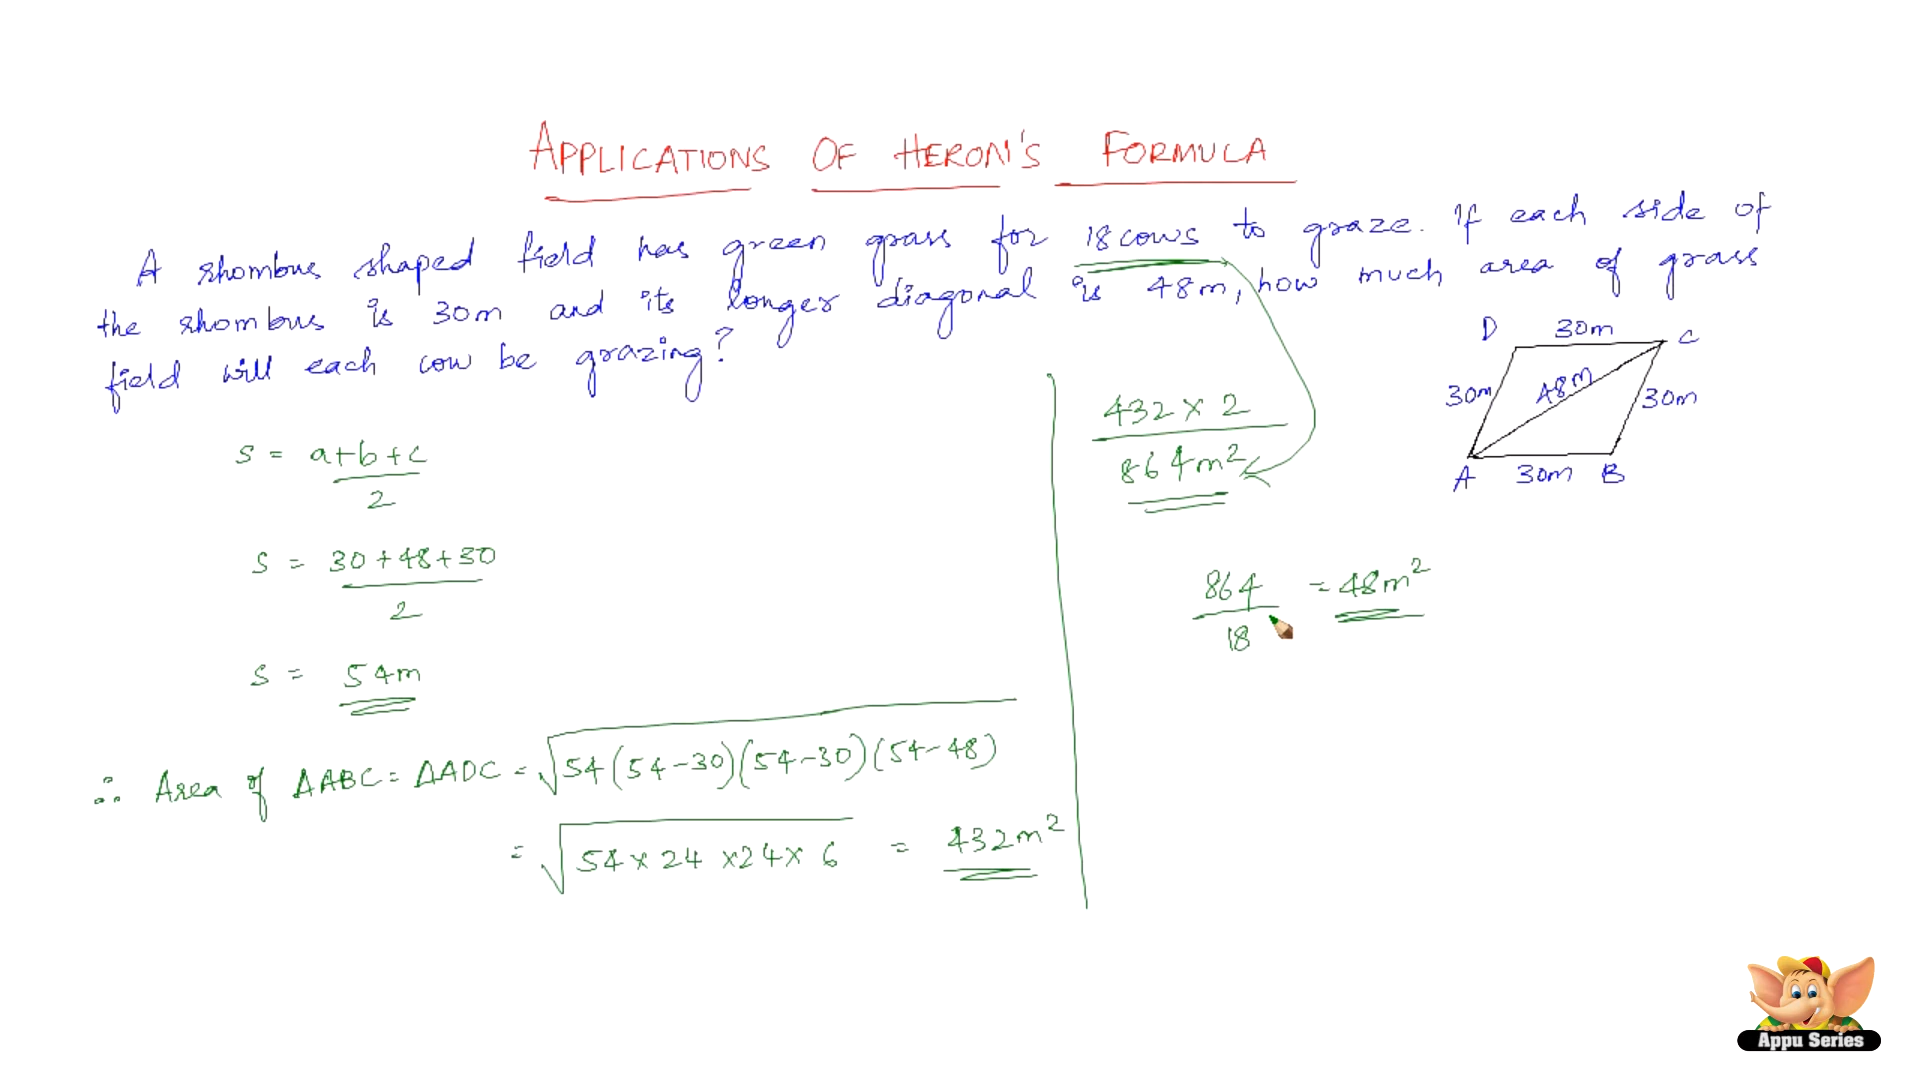 APPLICATIONS OF HERON'S FORMULA
A rhombus shaped field has green grass for 18 cows to graze. If each side of
the rhombus is 30m and its longer diagonal is 48m, how much area of grass
field will each cow be grazing?
D 30m C
30m 48m 30m
A 30m B
s = a+b+c
2
s = 30+48+30
2
s = 54m
∴ Area of ΔABC = ΔADC = √54(54-30)(54-30)(54-48)
= √54×24×24×6 = 432m²
432 × 2
864m²
864 = 48m²
18
Appu Series